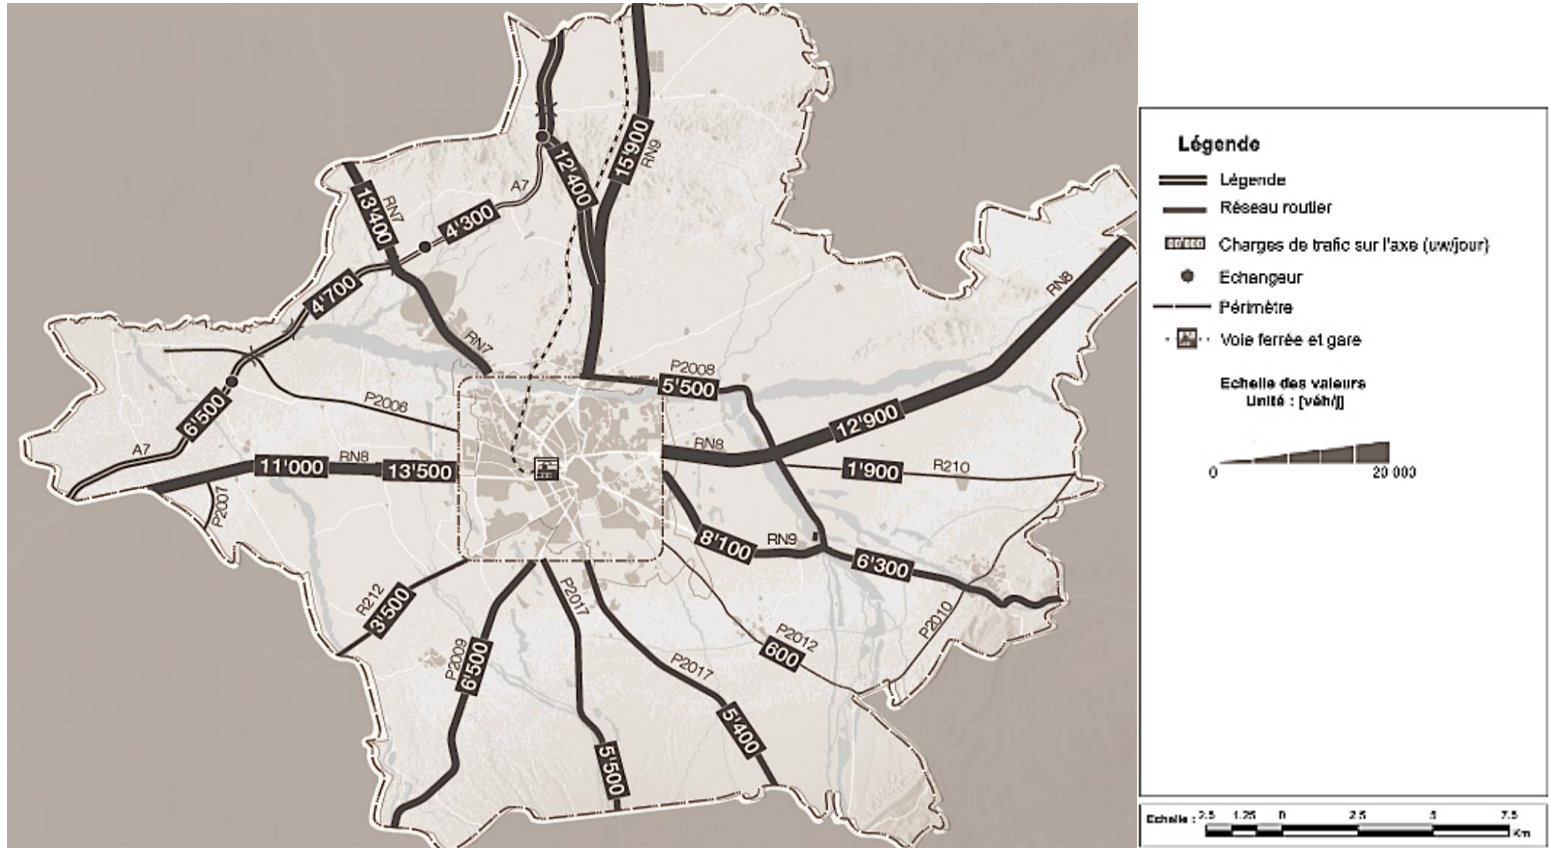 15'900
RN9
12'400
A7
4'300
RN7
13'400
4'700
RN7
RN8
P2008
5'500
P2006
6'500
12'900
RN8
A7
RN8
11'000
13'500
1'900
R210
P2007
8'100
RN9
6'300
R212
3'500
P2017
P2009
6'500
P2012
600
P2010
P2017
5'400
5'500
Légende
Légende
Réseau routier
Charges de trafic sur l'axe (uw/jour)
Echangeur
Périmètre
Voie ferrée et gare
Echelle des valeurs
Unité : [véh/j]
0
20 000
Echelle :
2.5 1.25 0 2.5 5 7.5
Km